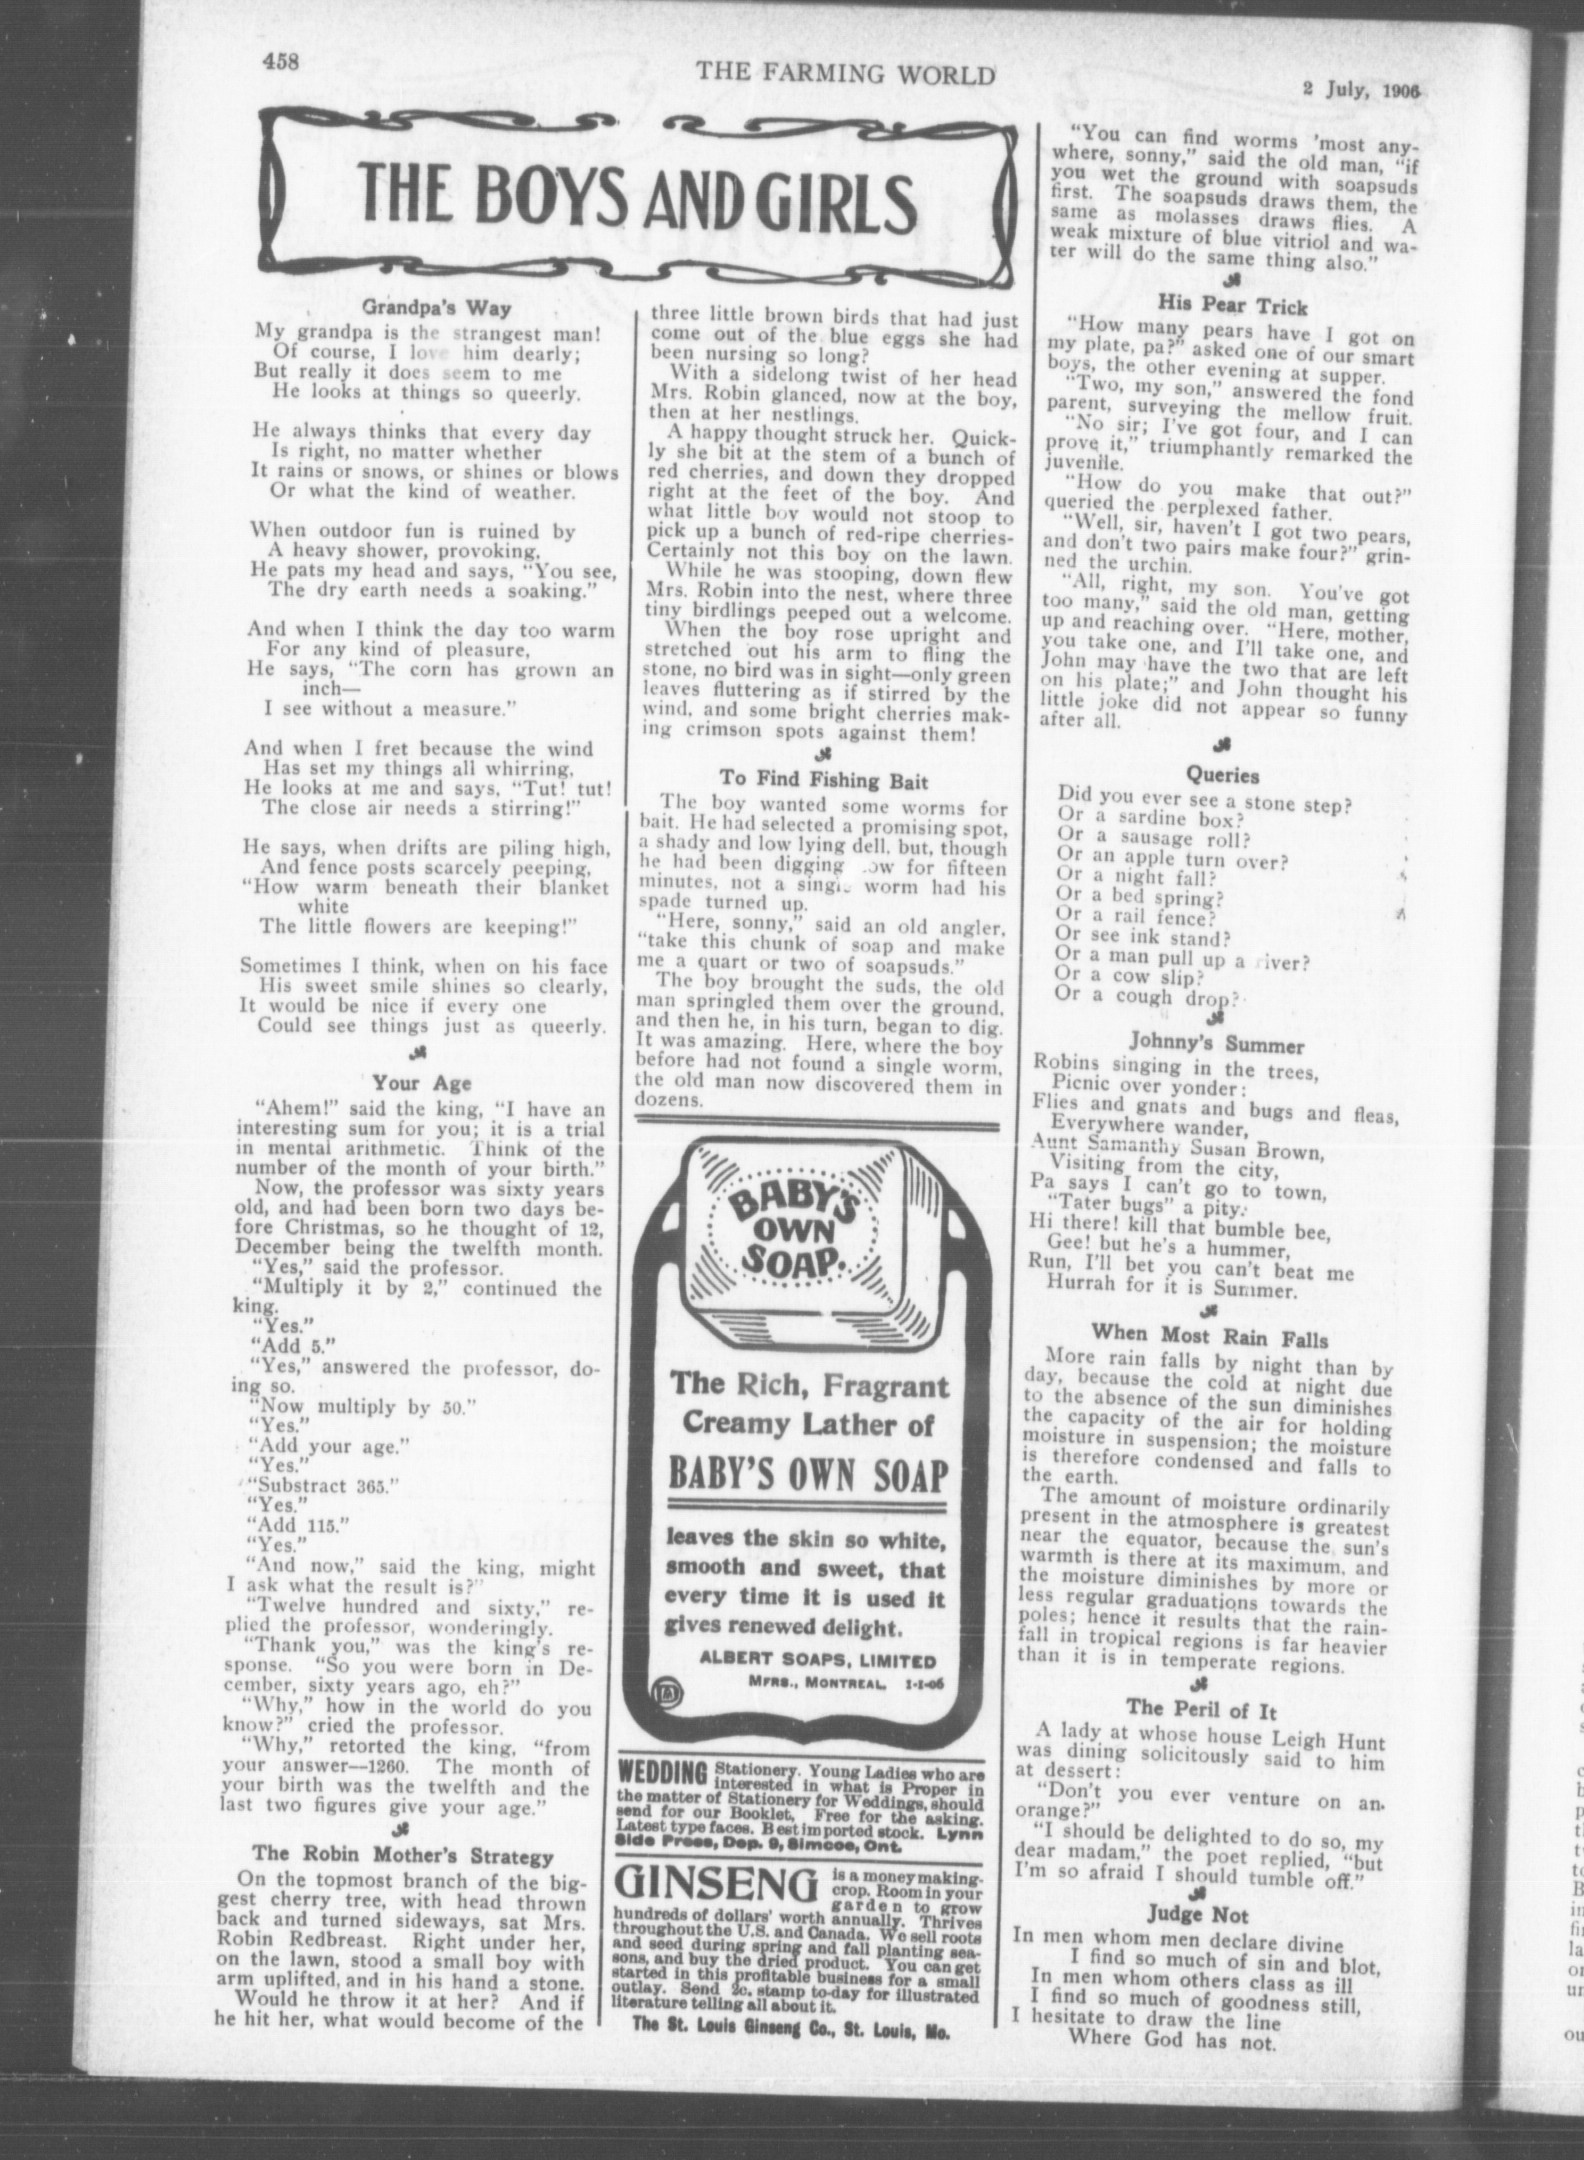 458
THE FARMING WORLD
2 July, 1906
THE BOYS AND GIRLS
Grandpa's Way
My grandpa is the strangest man!
Of course, I love him dearly;
But really it does seem to me
He looks at things so queerly.
He always thinks that every day
Is right, no matter whether
It rains or snows, or shines or blows
Or what the kind of weather.
When outdoor fun is ruined by
A heavy shower, provoking,
He pats my head and says, "You see,
The dry earth needs a soaking."
And when I think the day too warm
For any kind of pleasure,
He says, "The corn has grown an
inch—
I see without a measure."
And when I fret because the wind
Has set my things all whirring,
He looks at me and says, "Tut! tut!
The close air needs a stirring!"
He says, when drifts are piling high,
And fence posts scarcely peeping,
"How warm beneath their blanket
white
The little flowers are keeping!"
Sometimes I think, when on his face
His sweet smile shines so clearly,
It would be nice if every one
Could see things just as queerly.
Your Age
"Ahem!" said the king, "I have an
interesting sum for you; it is a trial
in mental arithmetic. Think of the
number of the month of your birth."
Now, the professor was sixty years
old, and had been born two days be-
fore Christmas, so he thought of 12,
December being the twelfth month.
"Yes," said the professor.
"Multiply it by 2," continued the
king.
"Yes."
"Add 5."
"Yes," answered the professor, do-
ing so.
"Now multiply by 50."
"Yes."
"Add your age."
"Yes."
"Substract 365."
"Yes."
"Add 115."
"Yes."
"And now," said the king, might
I ask what the result is?"
"Twelve hundred and sixty," re-
plied the professor, wonderingly.
"Thank you," was the king's re-
sponse. "So you were born in De-
cember, sixty years ago, eh?"
"Why," how in the world do you
know?" cried the professor.
"Why," retorted the king, "from
your answer—1260. The month of
your birth was the twelfth and the
last two figures give your age."
The Robin Mother's Strategy
On the topmost branch of the big-
gest cherry tree, with head thrown
back and turned sideways, sat Mrs.
Robin Redbreast. Right under her,
on the lawn, stood a small boy with
arm uplifted, and in his hand a stone.
Would he throw it at her? And if
he hit her, what would become of the
three little brown birds that had just
come out of the blue eggs she had
been nursing so long?
With a sidelong twist of her head
Mrs. Robin glanced, now at the boy,
then at her nestlings.
A happy thought struck her. Quick-
ly she bit at the stem of a bunch of
red cherries, and down they dropped
right at the feet of the boy. And
what little boy would not stoop to
pick up a bunch of red-ripe cherries-
Certainly not this boy on the lawn.
While he was stooping, down flew
Mrs. Robin into the nest, where three
tiny birdlings peeped out a welcome.
When the boy rose upright and
stretched out his arm to fling the
stone, no bird was in sight—only green
leaves fluttering as if stirred by the
wind, and some bright cherries mak-
ing crimson spots against them!
To Find Fishing Bait
The boy wanted some worms for
bait. He had selected a promising spot,
a shady and low lying dell, but, though
he had been digging now for fifteen
minutes, not a single worm had his
spade turned up.
"Here, sonny," said an old angler,
"take this chunk of soap and make
me a quart or two of soapsuds."
The boy brought the suds, the old
man springled them over the ground,
and then he, in his turn, began to dig.
It was amazing. Here, where the boy
before had not found a single worm,
the old man now discovered them in
dozens.
BABY'S
OWN
SOAP.
The Rich, Fragrant
Creamy Lather of
BABY'S OWN SOAP
leaves the skin so white,
smooth and sweet, that
every time it is used it
gives renewed delight.
ALBERT SOAPS, LIMITED
MFRS., MONTREAL. 1-1-06
WEDDING Stationery. Young Ladies who are
interested in what is Proper in
the matter of Stationery for Weddings, should
send for our Booklet. Free for the asking.
Latest type faces. Best imported stock. Lynn
Side Press, Dep. 9, Simcoe, Ont.
GINSENG is a money making-
crop. Room in your
garden to grow
hundreds of dollars' worth annually. Thrives
throughout the U.S. and Canada. We sell roots
and seed during spring and fall planting sea-
sons, and buy the dried product. You can get
started in this profitable business for a small
outlay. Send 2c. stamp to-day for illustrated
literature telling all about it.
The St. Louis Ginseng Co., St. Louis, Mo.
"You can find worms 'most any-
where, sonny," said the old man, "if
you wet the ground with soapsuds
first. The soapsuds draws them, the
same as molasses draws flies. A
weak mixture of blue vitriol and wa-
ter will do the same thing also."
His Pear Trick
"How many pears have I got on
my plate, pa?" asked one of our smart
boys, the other evening at supper.
"Two, my son," answered the fond
parent, surveying the mellow fruit.
"No sir; I've got four, and I can
prove it," triumphantly remarked the
juvenile.
"How do you make that out?"
queried the perplexed father.
"Well, sir, haven't I got two pears,
and don't two pairs make four?" grin-
ned the urchin.
"All, right, my son. You've got
too many," said the old man, getting
up and reaching over. "Here, mother,
you take one, and I'll take one, and
John may have the two that are left
on his plate;" and John thought his
little joke did not appear so funny
after all.
Queries
Did you ever see a stone step?
Or a sardine box?
Or a sausage roll?
Or an apple turn over?
Or a night fall?
Or a bed spring?
Or a rail fence?
Or see ink stand?
Or a man pull up a river?
Or a cow slip?
Or a cough drop?
Johnny's Summer
Robins singing in the trees,
Picnic over yonder:
Flies and gnats and bugs and fleas,
Everywhere wander,
Aunt Samanthy Susan Brown,
Visiting from the city,
Pa says I can't go to town,
"Tater bugs" a pity.
Hi there! kill that bumble bee,
Gee! but he's a hummer,
Run, I'll bet you can't beat me
Hurrah for it is Summer.
When Most Rain Falls
More rain falls by night than by
day, because the cold at night due
to the absence of the sun diminishes
the capacity of the air for holding
moisture in suspension; the moisture
is therefore condensed and falls to
the earth.
The amount of moisture ordinarily
present in the atmosphere is greatest
near the equator, because the sun's
warmth is there at its maximum, and
the moisture diminishes by more or
less regular graduations towards the
poles; hence it results that the rain-
fall in tropical regions is far heavier
than it is in temperate regions.
The Peril of It
A lady at whose house Leigh Hunt
was dining solicitously said to him
at dessert:
"Don't you ever venture on an
orange?"
"I should be delighted to do so, my
dear madam," the poet replied, "but
I'm so afraid I should tumble off."
Judge Not
In men whom men declare divine
I find so much of sin and blot,
In men whom others class as ill
I find so much of goodness still,
I hesitate to draw the line
Where God has not.